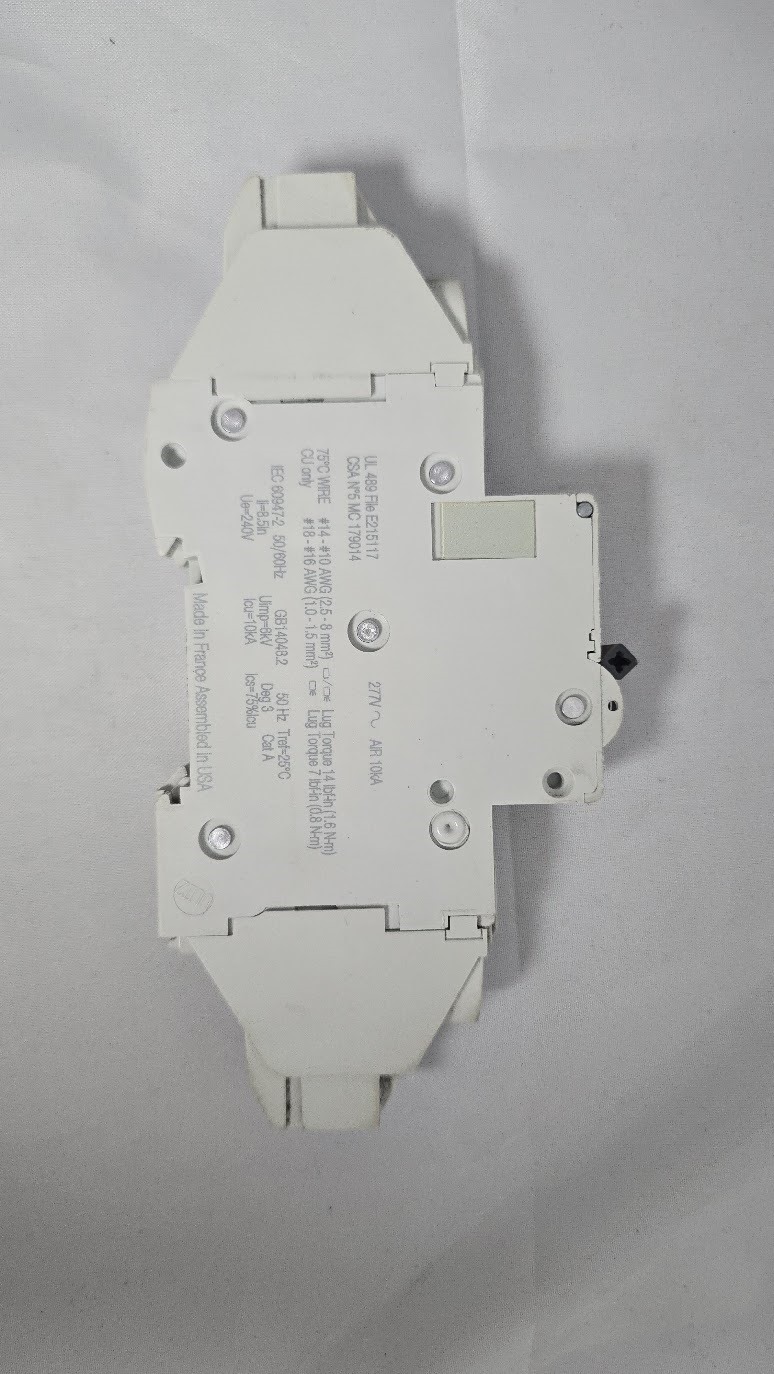 UL 489 File E215117
CSA N°5 MC 179014
277V ~ AIR 10kA
75°C WIRE #14 - #10 AWG (2.5 - 8 mm²) Lug Torque 14 lbf-in (1.6 N-m)
CU only #18 - #16 AWG (1.0 - 1.5 mm²) Lug Torque 7 lbf-in (0.8 N-m)
IEC 60947-2 50/60Hz GB14048.2 50 Hz Tref=25°C
Ii=8.5In Uimp=6kV Deg 3 Cat A
Ue=240V Icu=10kA Ics=75%Icu
Made In France Assembled in USA